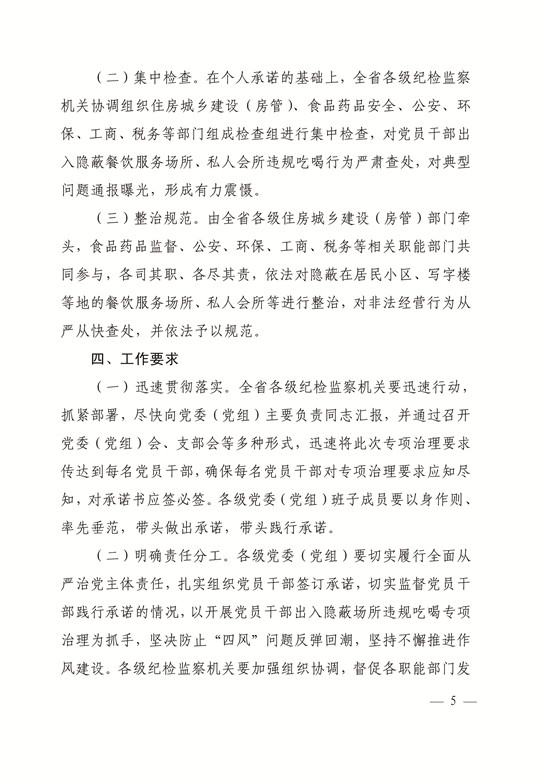 （二）集中检查。在个人承诺的基础上，全省各级纪检监察
机关协调组织住房城乡建设（房管）、食品药品安全、公安、环
保、工商、税务等部门组成检查组进行集中检查，对党员干部出
入隐蔽餐饮服务场所、私人会所违规吃喝行为严肃查处，对典型
问题通报曝光，形成有力震慑。
（三）整治规范。由全省各级住房城乡建设（房管）部门牵
头，食品药品监督、公安、环保、工商、税务等相关职能部门共
同参与，各司其职、各尽其责，依法对隐蔽在居民小区、写字楼
等地的餐饮服务场所、私人会所等进行整治，对非法经营行为从
严从快查处，并依法予以规范。
四、工作要求
（一）迅速贯彻落实。全省各级纪检监察机关要迅速行动，
抓紧部署，尽快向党委（党组）主要负责同志汇报，并通过召开
党委（党组）会、支部会等多种形式，迅速将此次专项治理要求
传达到每名党员干部，确保每名党员干部对专项治理要求应知尽
知，对承诺书应签必签。各级党委（党组）班子成员要以身作则、
率先垂范，带头做出承诺，带头践行承诺。
（二）明确责任分工。各级党委（党组）要切实履行全面从
严治党主体责任，扎实组织党员干部签订承诺，切实监督党员干
部践行承诺的情况，以开展党员干部出入隐蔽场所违规吃喝专项
治理为抓手，坚决防止“四风”问题反弹回潮，坚持不懈推进作
风建设。各级纪检监察机关要加强组织协调，督促各职能部门发
— 5 —